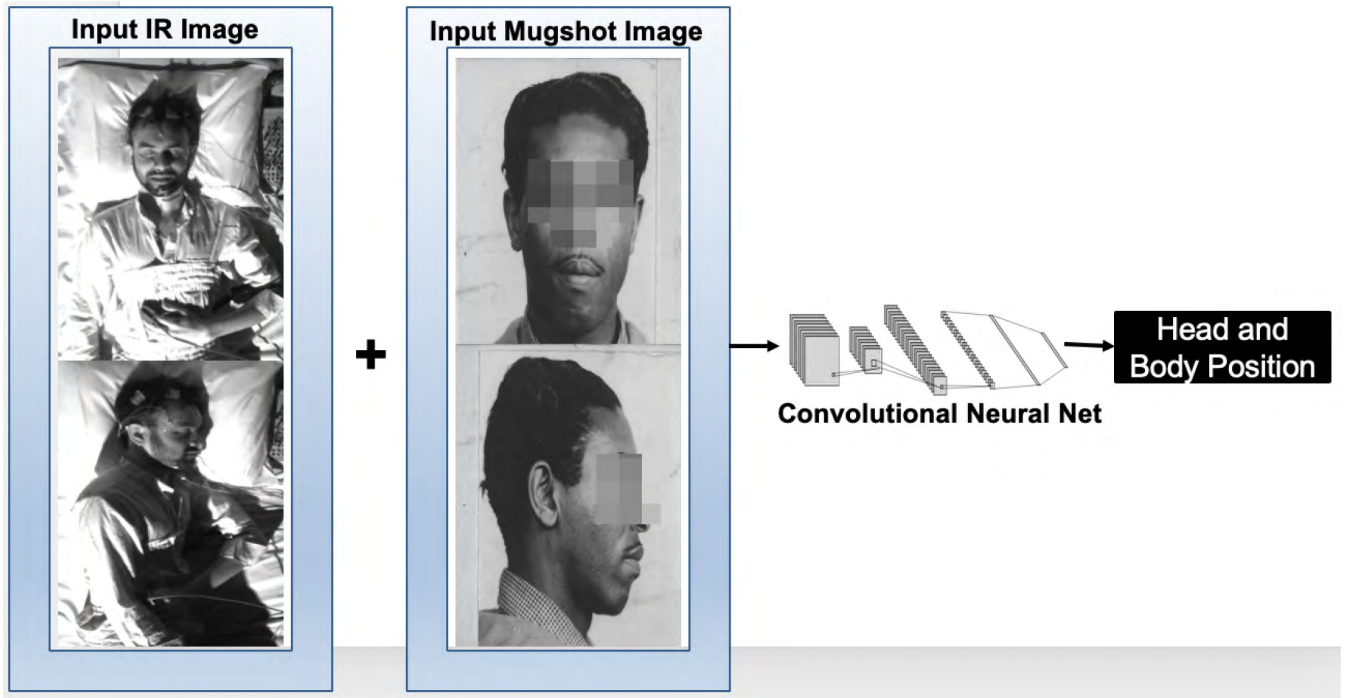 Input IR Image
Input Mugshot Image
Convolutional Neural Net
Head and
Body Position